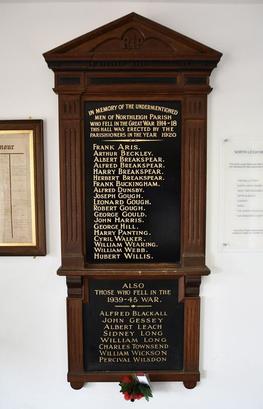 IN MEMORY OF THE UNDERMENTIONED
MEN OF NORTHLEIGH PARISH
WHO FELL IN THE GREAT WAR 1914-18
THIS HALL WAS ERECTED BY THE
PARISHIONERS IN THE YEAR 1920
FRANK ARIS.
ARTHUR BECKLEY.
ALBERT BREAKSPEAR.
ALFRED BREAKSPEAR.
HARRY BREAKSPEAR.
HERBERT BREAKSPEAR.
FRANK BUCKINGHAM.
ALFRED DUNSBY.
JOSEPH GOUGH.
LEONARD GOUGH.
ROBERT GOUGH.
GEORGE GOULD.
JOHN HARRIS.
GEORGE HILL.
HARRY PANTING.
CYRIL WALKER.
WILLIAM WEARING.
WILLIAM WEBB.
HUBERT WILLIS.
ALSO
THOSE WHO FELL IN THE
1939-45 WAR.
ALFRED BLACKALL
JOHN GESSEY
ALBERT LEACH
SIDNEY LONG
WILLIAM LONG
CHARLES TOWNSEND
WILLIAM WICKSON
PERCIVAL WILSDON